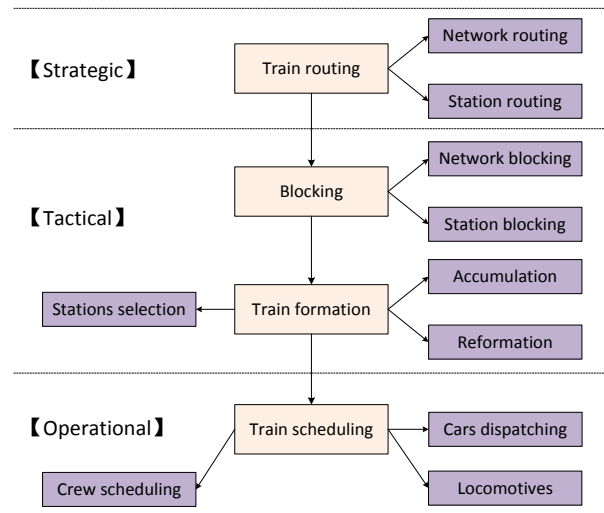 Network routing
【Strategic】
Train routing
Station routing
Network blocking
Blocking
【Tactical】
Station blocking
Accumulation
Stations selection
Train formation
Reformation
【Operational】
Train scheduling
Cars dispatching
Crew scheduling
Locomotives